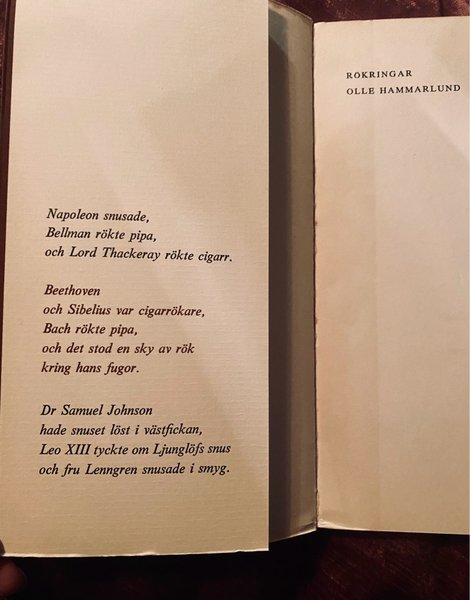 Napoleon snusade,
Bellman rökte pipa,
och Lord Thackeray rökte cigarr.
Beethoven
och Sibelius var cigarrökare,
Bach rökte pipa,
och det stod en sky av rök
kring hans fugor.
Dr Samuel Johnson
hade snuset löst i västfickan,
Leo XIII tyckte om Ljunglöfs snus
och fru Lenngren snusade i smyg.
RÖKRINGAR
OLLE HAMMARLUND